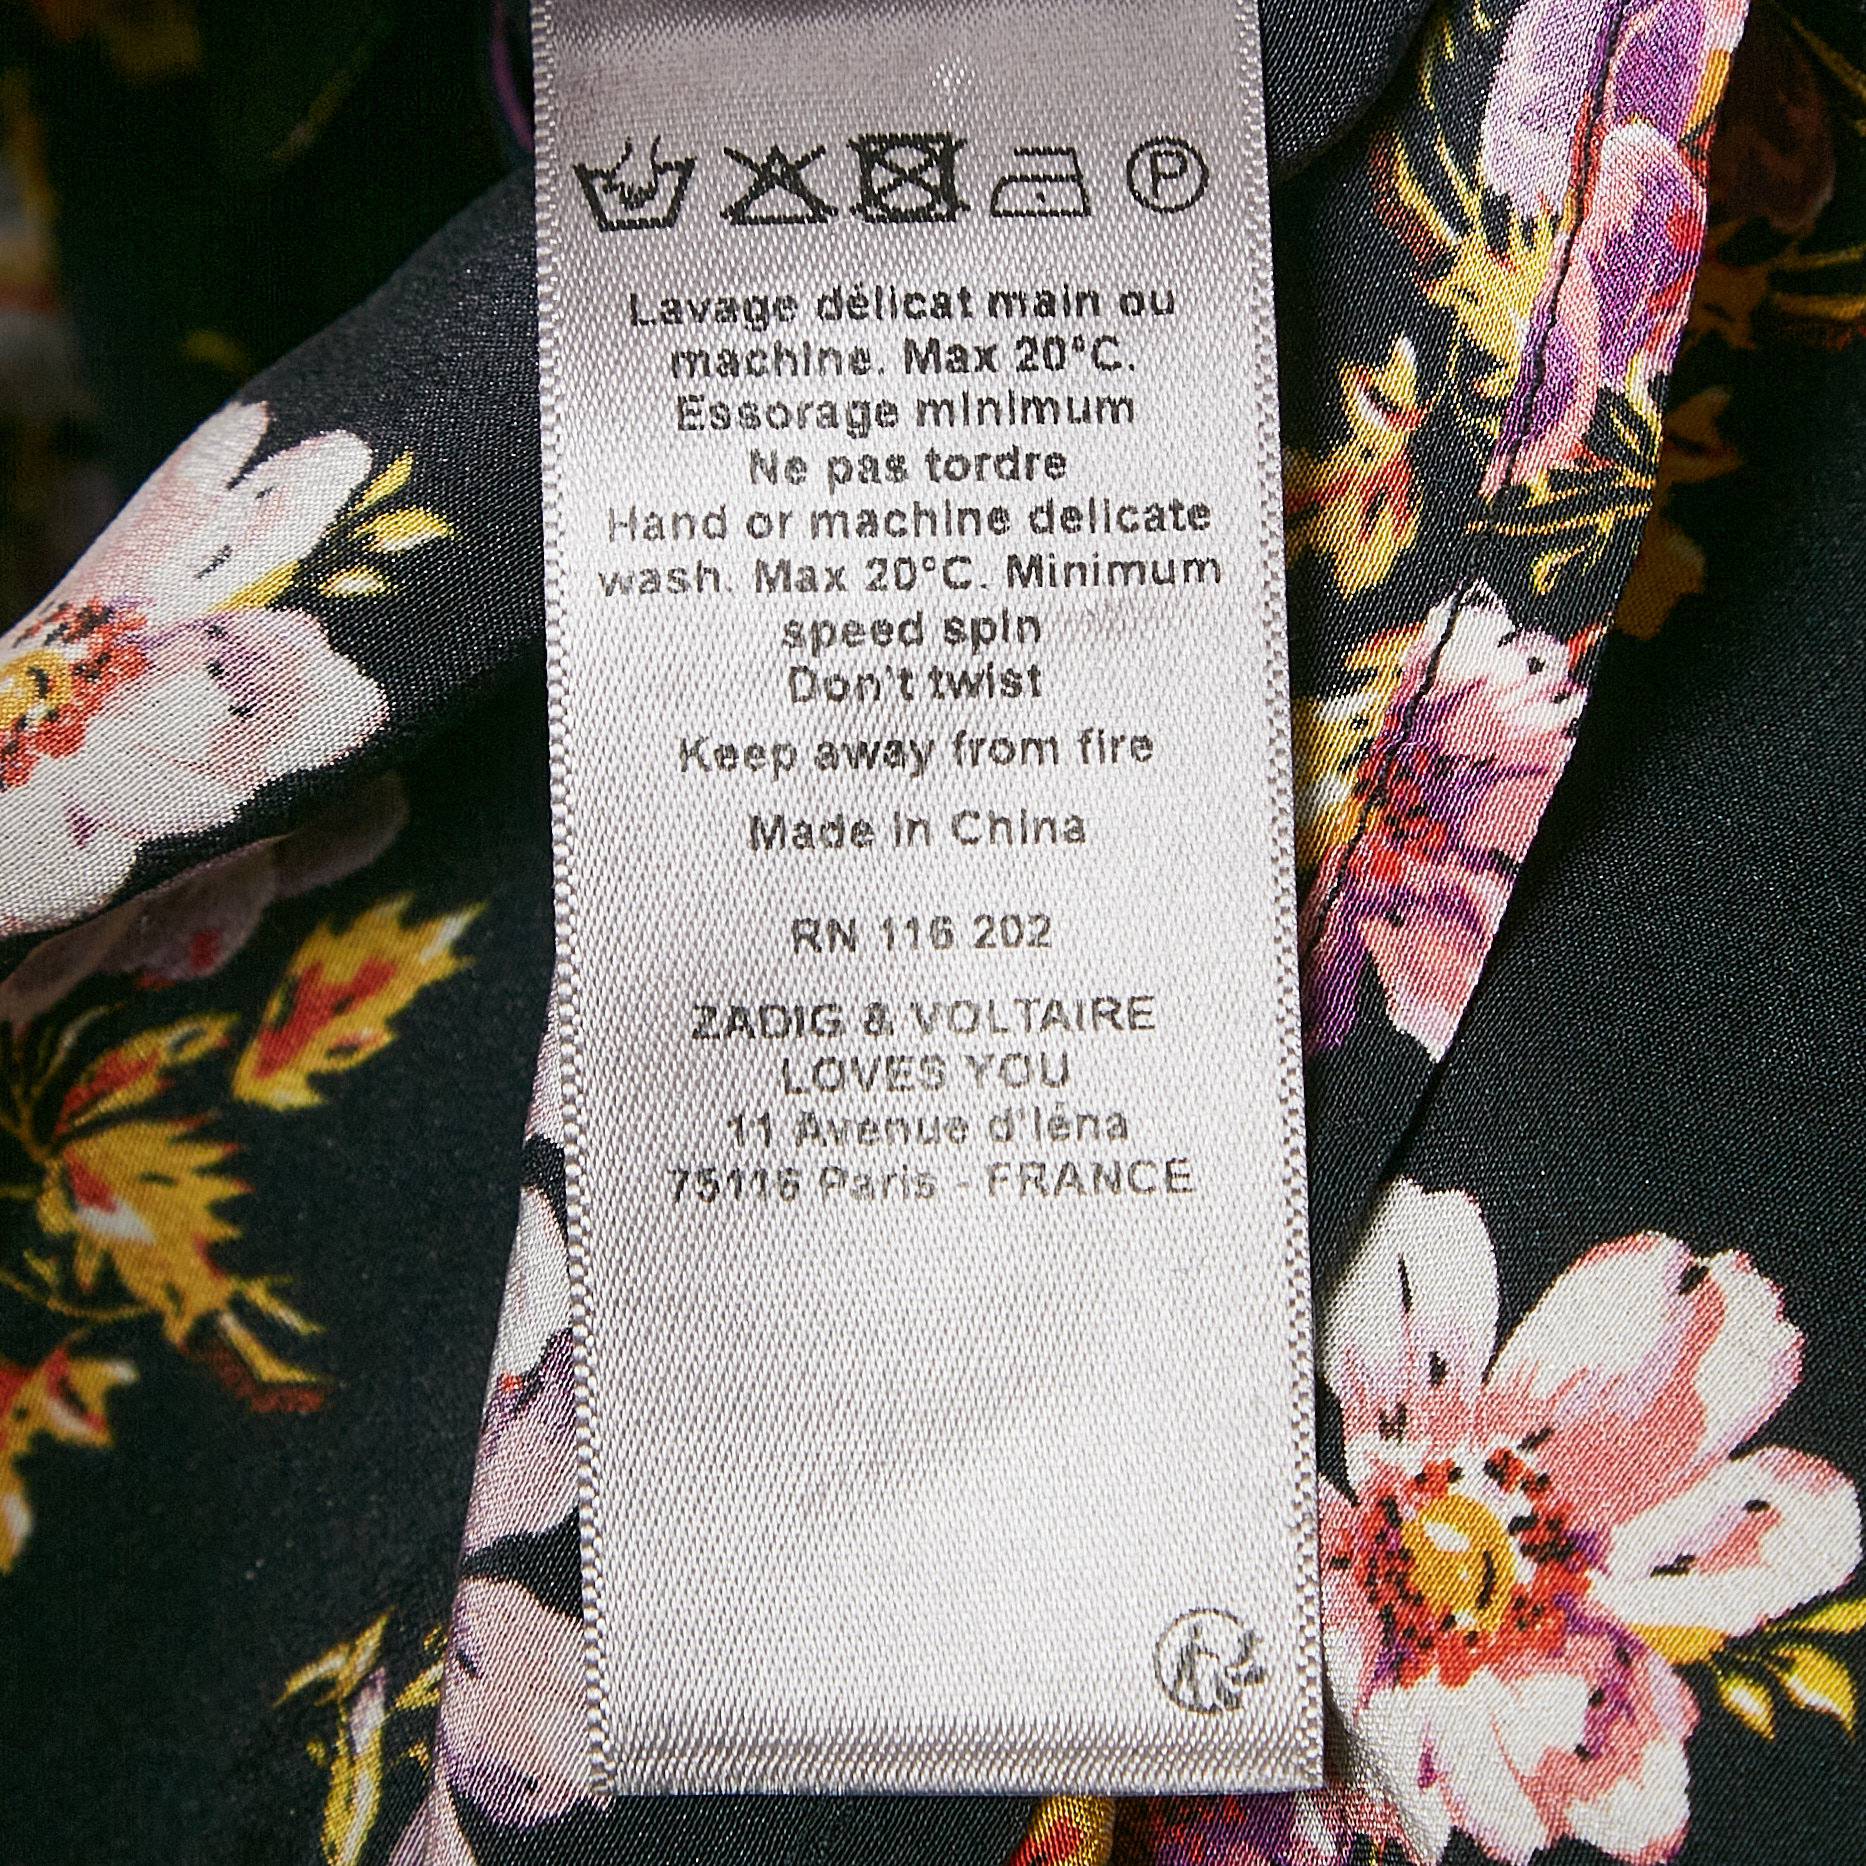 P
Lavage délicat main ou
machine. Max 20°C.
Essorage minimum
Ne pas tordre
Hand or machine delicate
wash. Max 20°C. Minimum
speed spin
Don't twist
Keep away from fire
Made in China
RN 116 202
ZADIG & VOLTAIRE
LOVES YOU
11 Avenue d'Iéna
75116 Paris - FRANCE